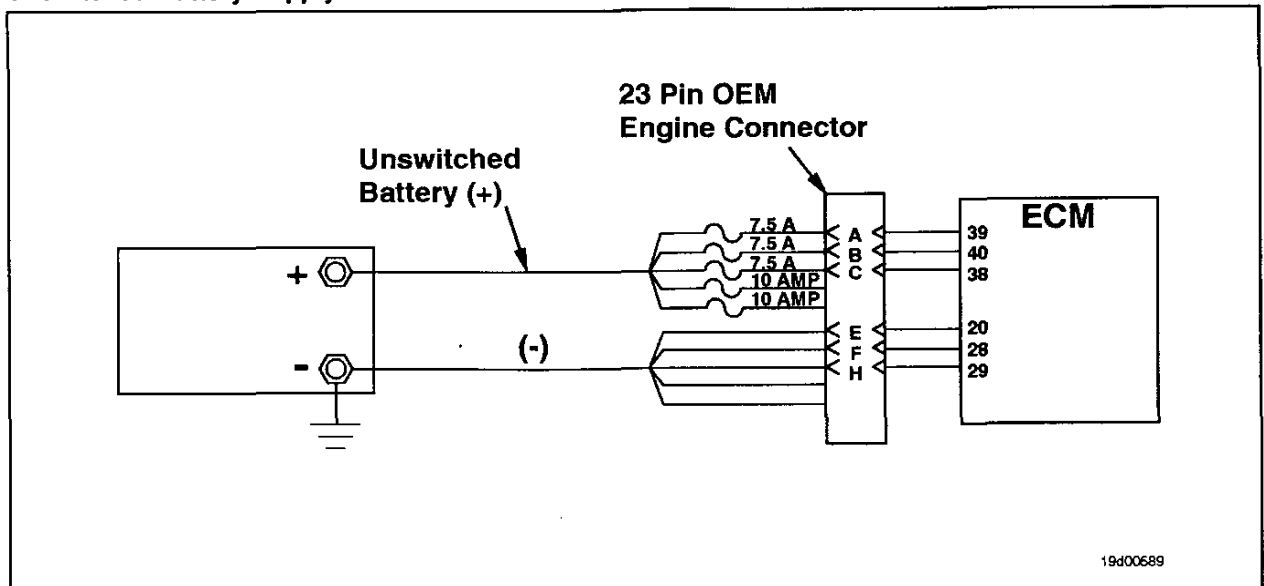 23 Pin OEM
Engine Connector
Unswitched
Battery (+)
ECM
7.5 A
A
39
7.5 A
B
40
+
7.5 A
C
38
10 AMP
10 AMP
E
20
(-)
F
28
-
H
29
19d00689